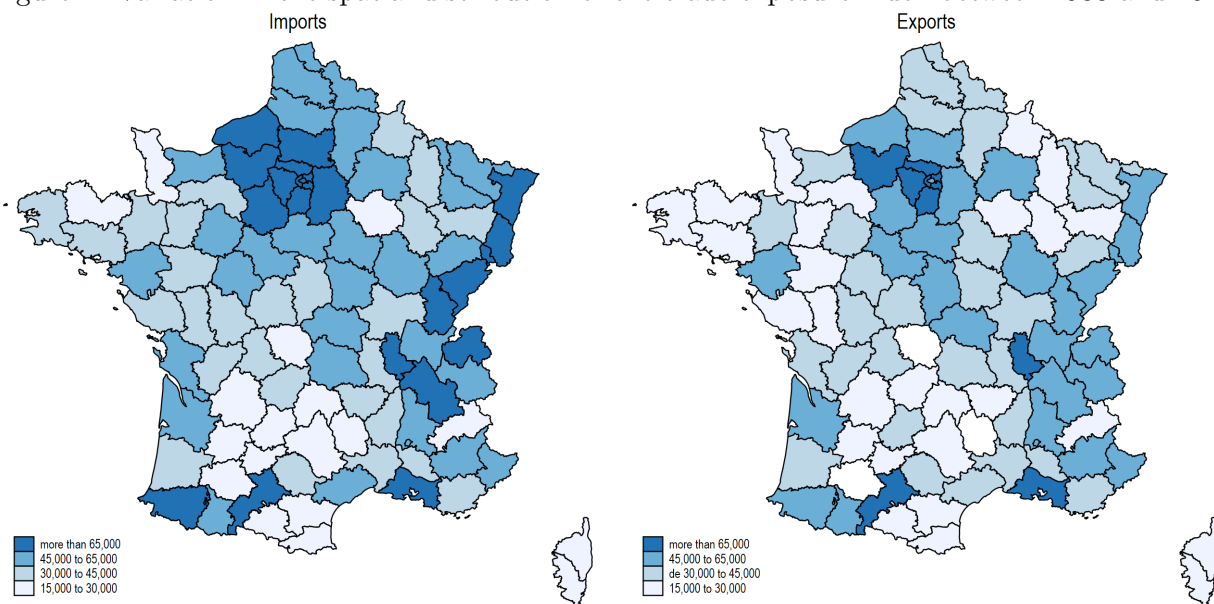 Imports
Exports
more than 65,000
45,000 to 65,000
30,000 to 45,000
15,000 to 30,000
more than 65,000
45,000 to 65,000
de 30,000 to 45,000
15,000 to 30,000